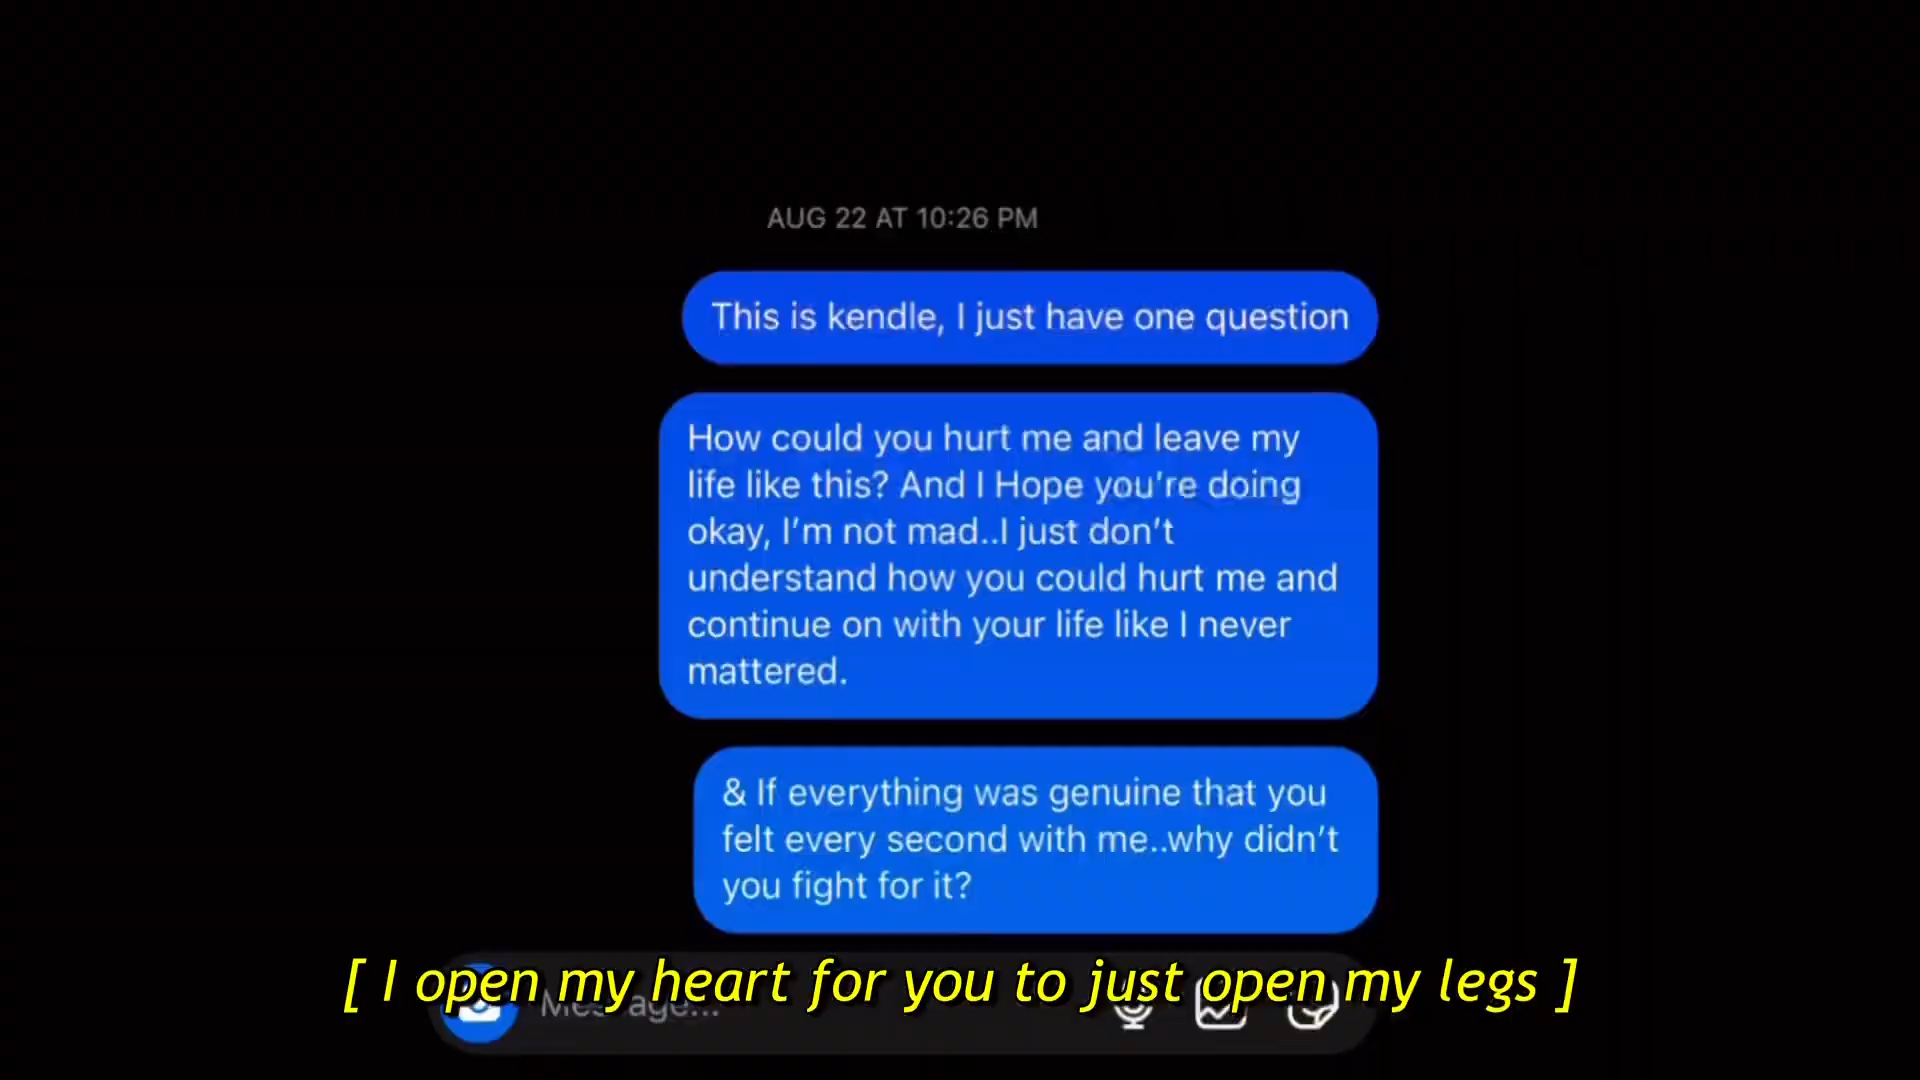 AUG 22 AT 10:26 PM
This is kendle, I just have one question
How could you hurt me and leave my
life like this? And I Hope you're doing
okay, I'm not mad..I just don't
understand how you could hurt me and
continue on with your life like I never
mattered.
& If everything was genuine that you
felt every second with me..why didn't
you fight for it?
[ I open my heart for you to just open my legs ]
Message...